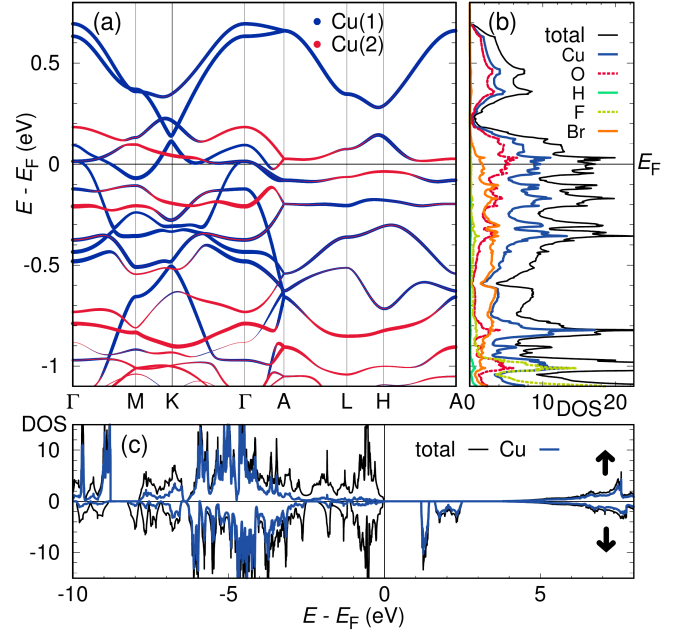 (a)
Cu(1)
Cu(2)
E - E_F (eV)
0.5
0
-0.5
-1
Γ M K Γ A L H A
(b)
total
Cu
O
H
F
Br
E_F
0 10 DOS 20
(c)
total Cu
DOS
10
0
-10
-10 -5 0 5
E - E_F (eV)